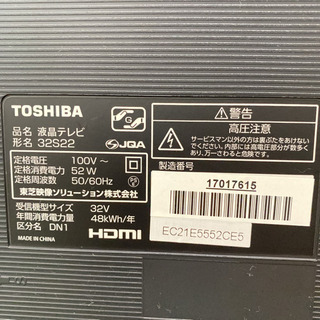 TOSHIBA
品名 液晶テレビ
形名 32S22
JQA
定格電圧 100V～
定格消費電力 52W
定格周波数 50/60Hz
東芝映像ソリューション株式会社
受信機型サイズ 32V
年間消費電力量 48kWh/年
区分名 DN1
MADE IN CHINA
HDMI
警告
高圧注意
サービスマン以外の方は裏ぶたをあけないで
ください。内部には高電圧部分が数多く
あり、万一さわると危険です。
製造番号
17017615
EC21E5552CE5